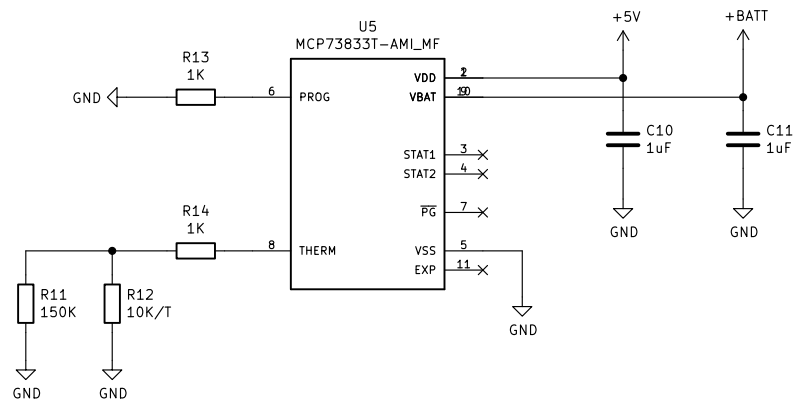 U5
MCP73833T-AMI_MF
+5V
+BATT
R13
1K
GND
6
PROG
VDD
1
2
VBAT
9
10
C10
1uF
C11
1uF
STAT1
3
STAT2
4
GND
GND
R14
1K
PG
7
8
THERM
VSS
5
EXP
11
R11
150K
R12
10K/T
GND
GND
GND